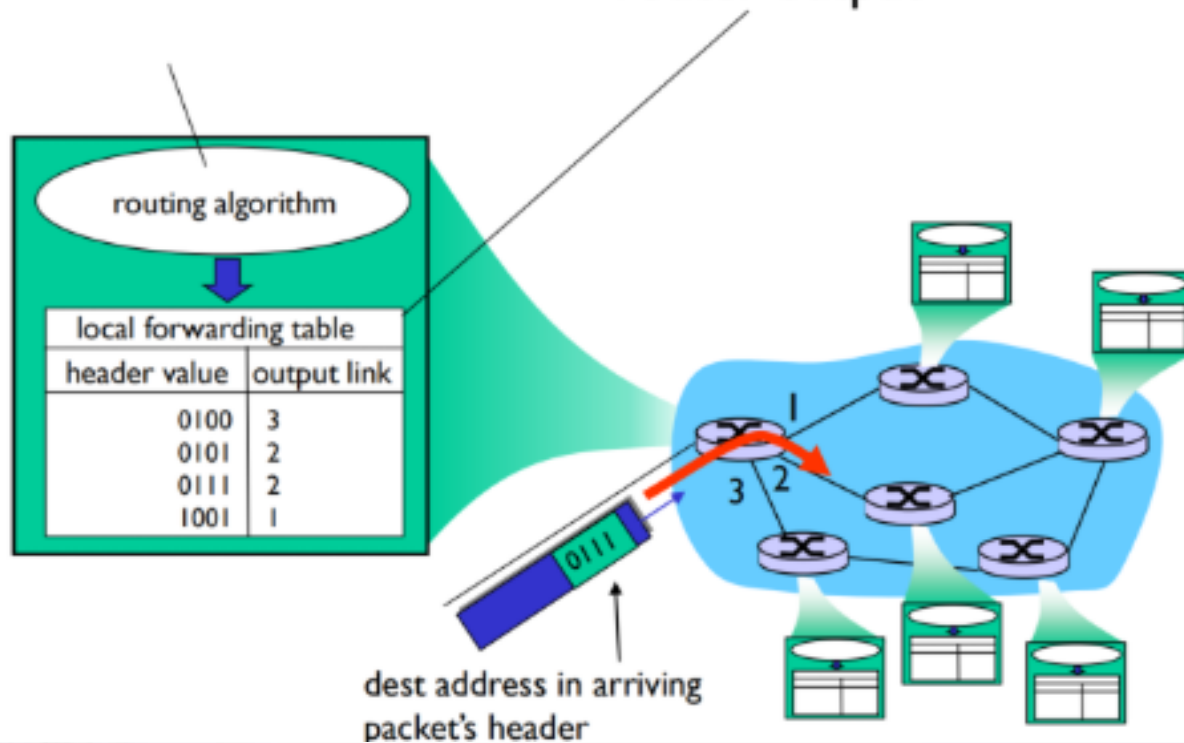 routing algorithm
local forwarding table
header value output link
0100 3
0101 2
0111 2
1001 1
1
2
3
0111
dest address in arriving
packet's header